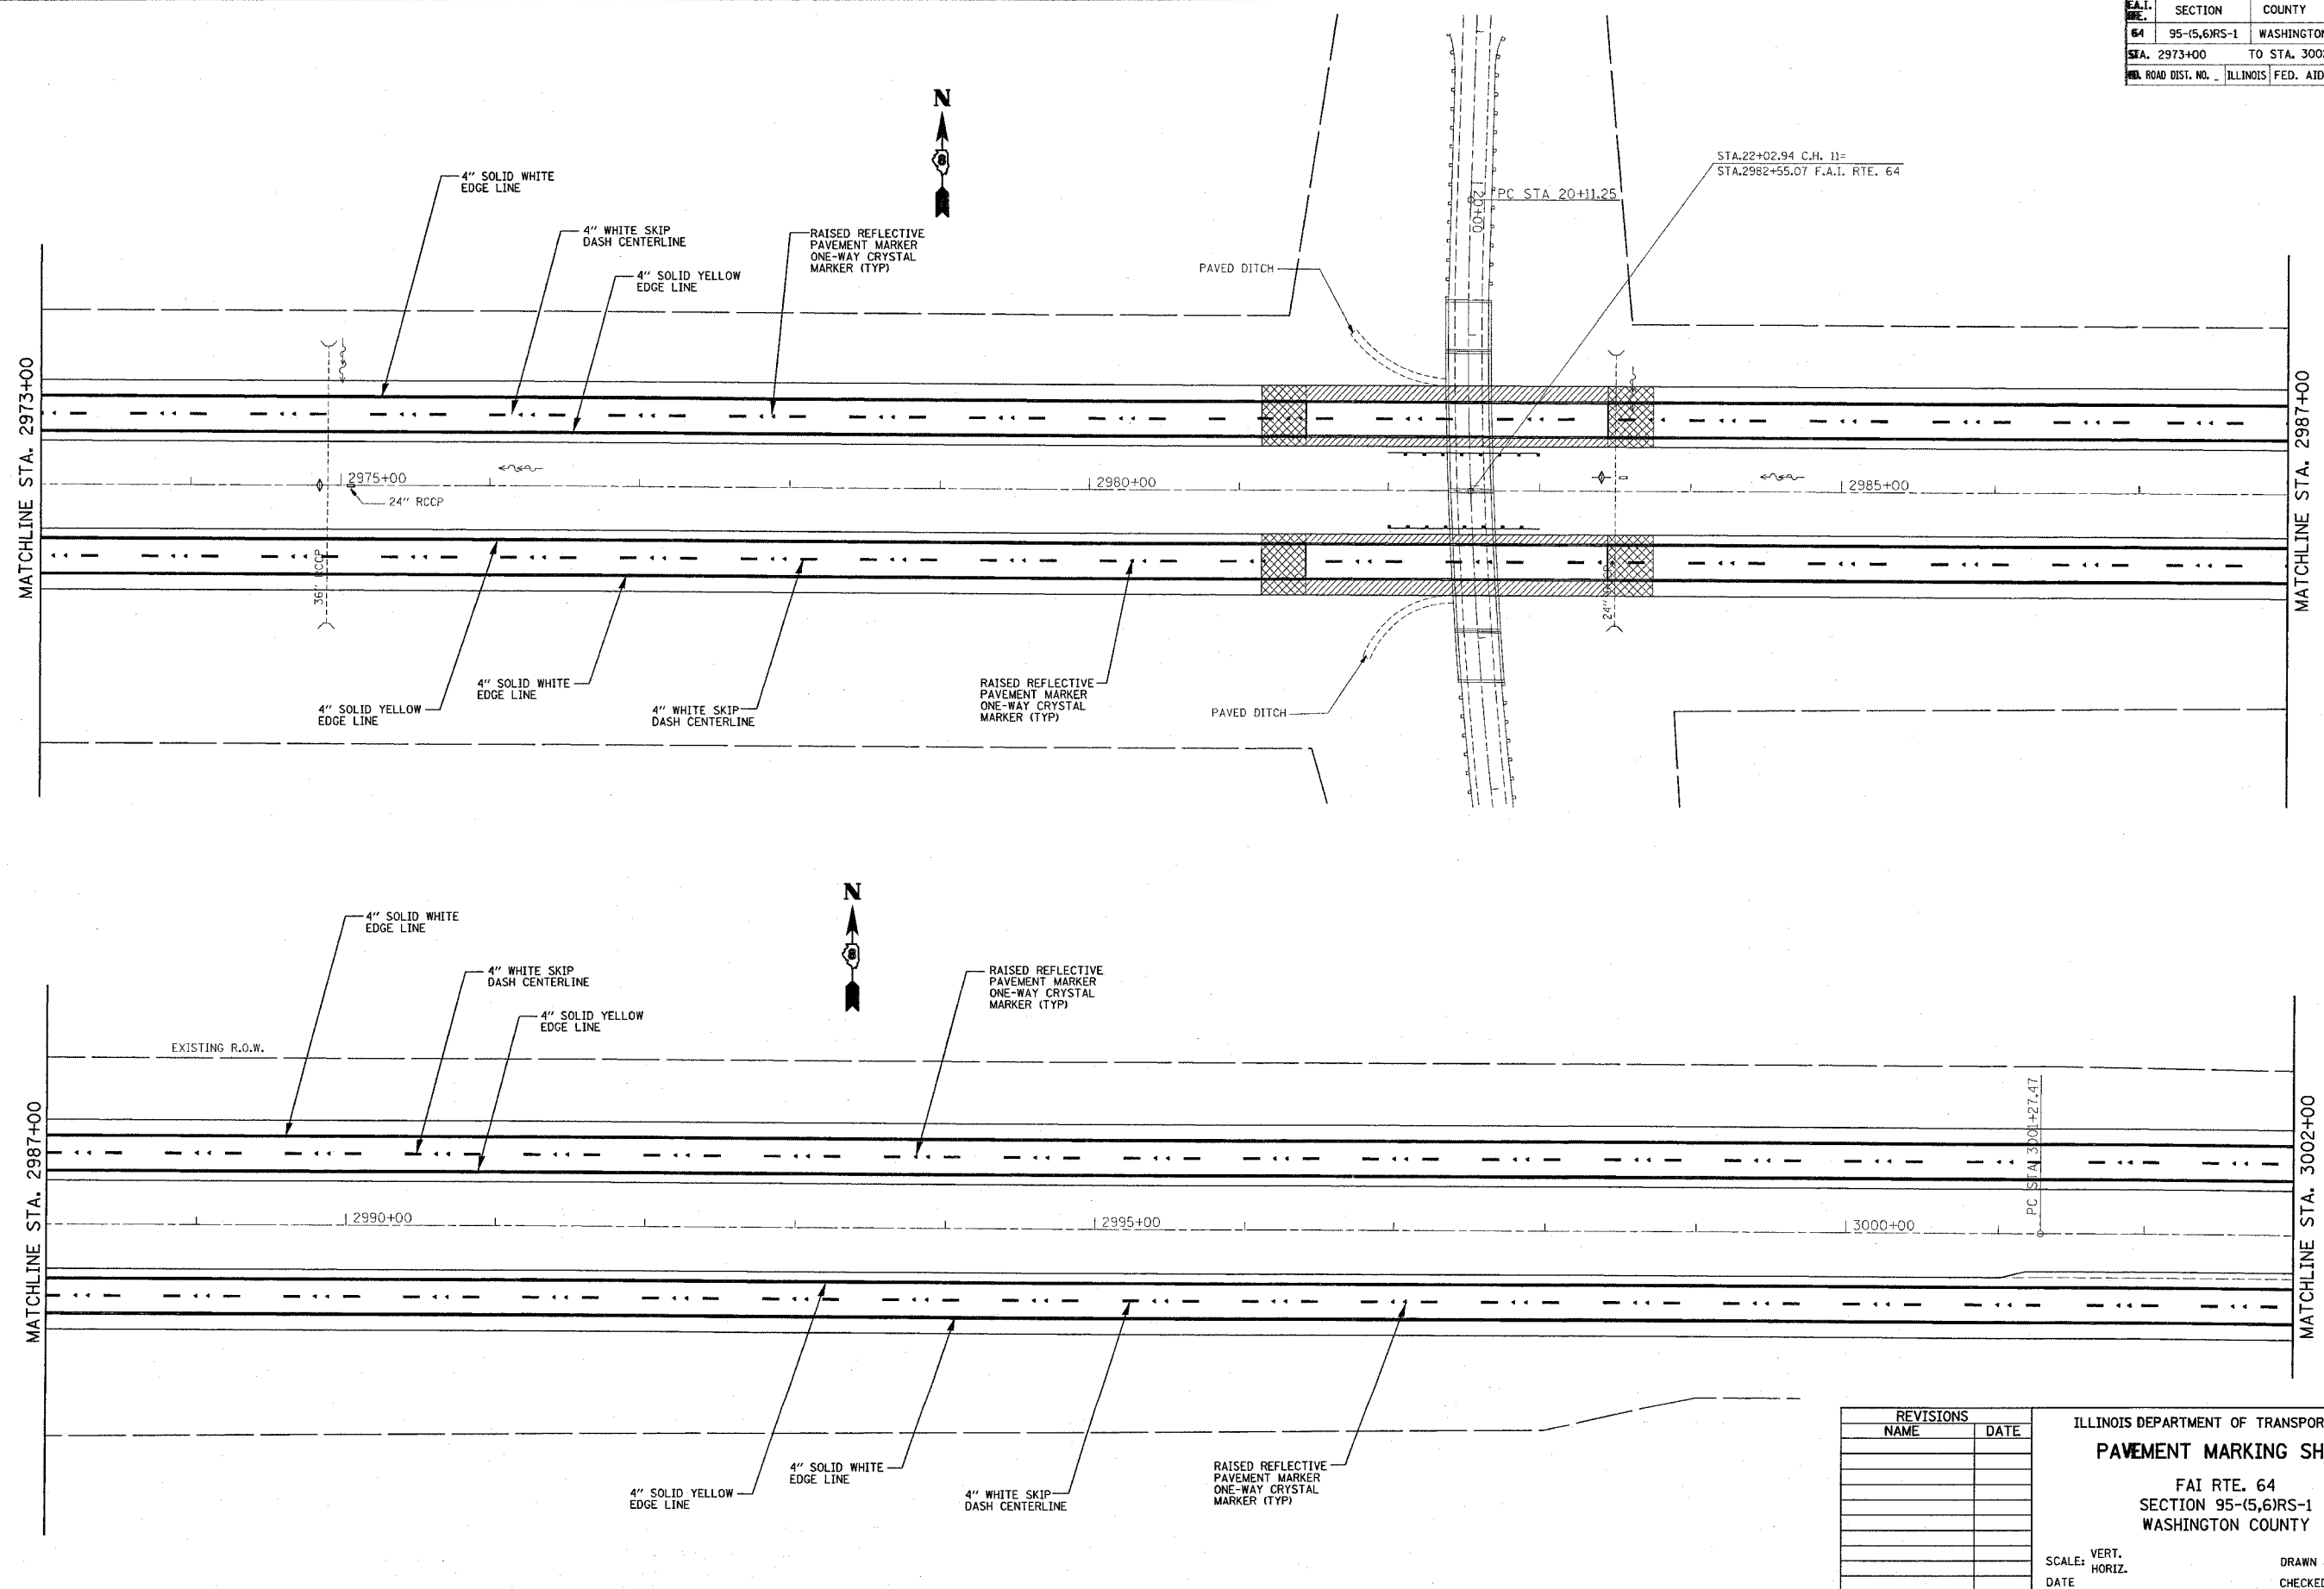 F.A.I. RTE. SECTION COUNTY
64 95-(5,6)RS-1 WASHINGTON
STA. 2973+00 TO STA. 300
ROAD DIST. NO. _ ILLINOIS FED. AID
N
8
4" SOLID WHITE
EDGE LINE
4" WHITE SKIP
DASH CENTERLINE
4" SOLID YELLOW
EDGE LINE
RAISED REFLECTIVE
PAVEMENT MARKER
ONE-WAY CRYSTAL
MARKER (TYP)
PAVED DITCH
20+00
PC STA 20+11.25
STA.22+02.94 C.H. 11=
STA.2982+55.07 F.A.I. RTE. 64
MATCHLINE STA. 2973+00
MATCHLINE STA. 2987+00
2975+00
24" RCCP
2980+00
2985+00
36" RCCP
24"
4" SOLID YELLOW
EDGE LINE
4" SOLID WHITE
EDGE LINE
4" WHITE SKIP
DASH CENTERLINE
RAISED REFLECTIVE
PAVEMENT MARKER
ONE-WAY CRYSTAL
MARKER (TYP)
PAVED DITCH
N
8
4" SOLID WHITE
EDGE LINE
4" WHITE SKIP
DASH CENTERLINE
4" SOLID YELLOW
EDGE LINE
RAISED REFLECTIVE
PAVEMENT MARKER
ONE-WAY CRYSTAL
MARKER (TYP)
EXISTING R.O.W.
MATCHLINE STA. 2987+00
MATCHLINE STA. 3002+00
PC STA 3001+27.47
2990+00
2995+00
3000+00
4" SOLID YELLOW
EDGE LINE
4" SOLID WHITE
EDGE LINE
4" WHITE SKIP
DASH CENTERLINE
RAISED REFLECTIVE
PAVEMENT MARKER
ONE-WAY CRYSTAL
MARKER (TYP)
REVISIONS
NAME DATE
ILLINOIS DEPARTMENT OF TRANSPOR
PAVEMENT MARKING SH
FAI RTE. 64
SECTION 95-(5,6)RS-1
WASHINGTON COUNTY
SCALE: VERT.
HORIZ.
DATE
DRAWN
CHECKED